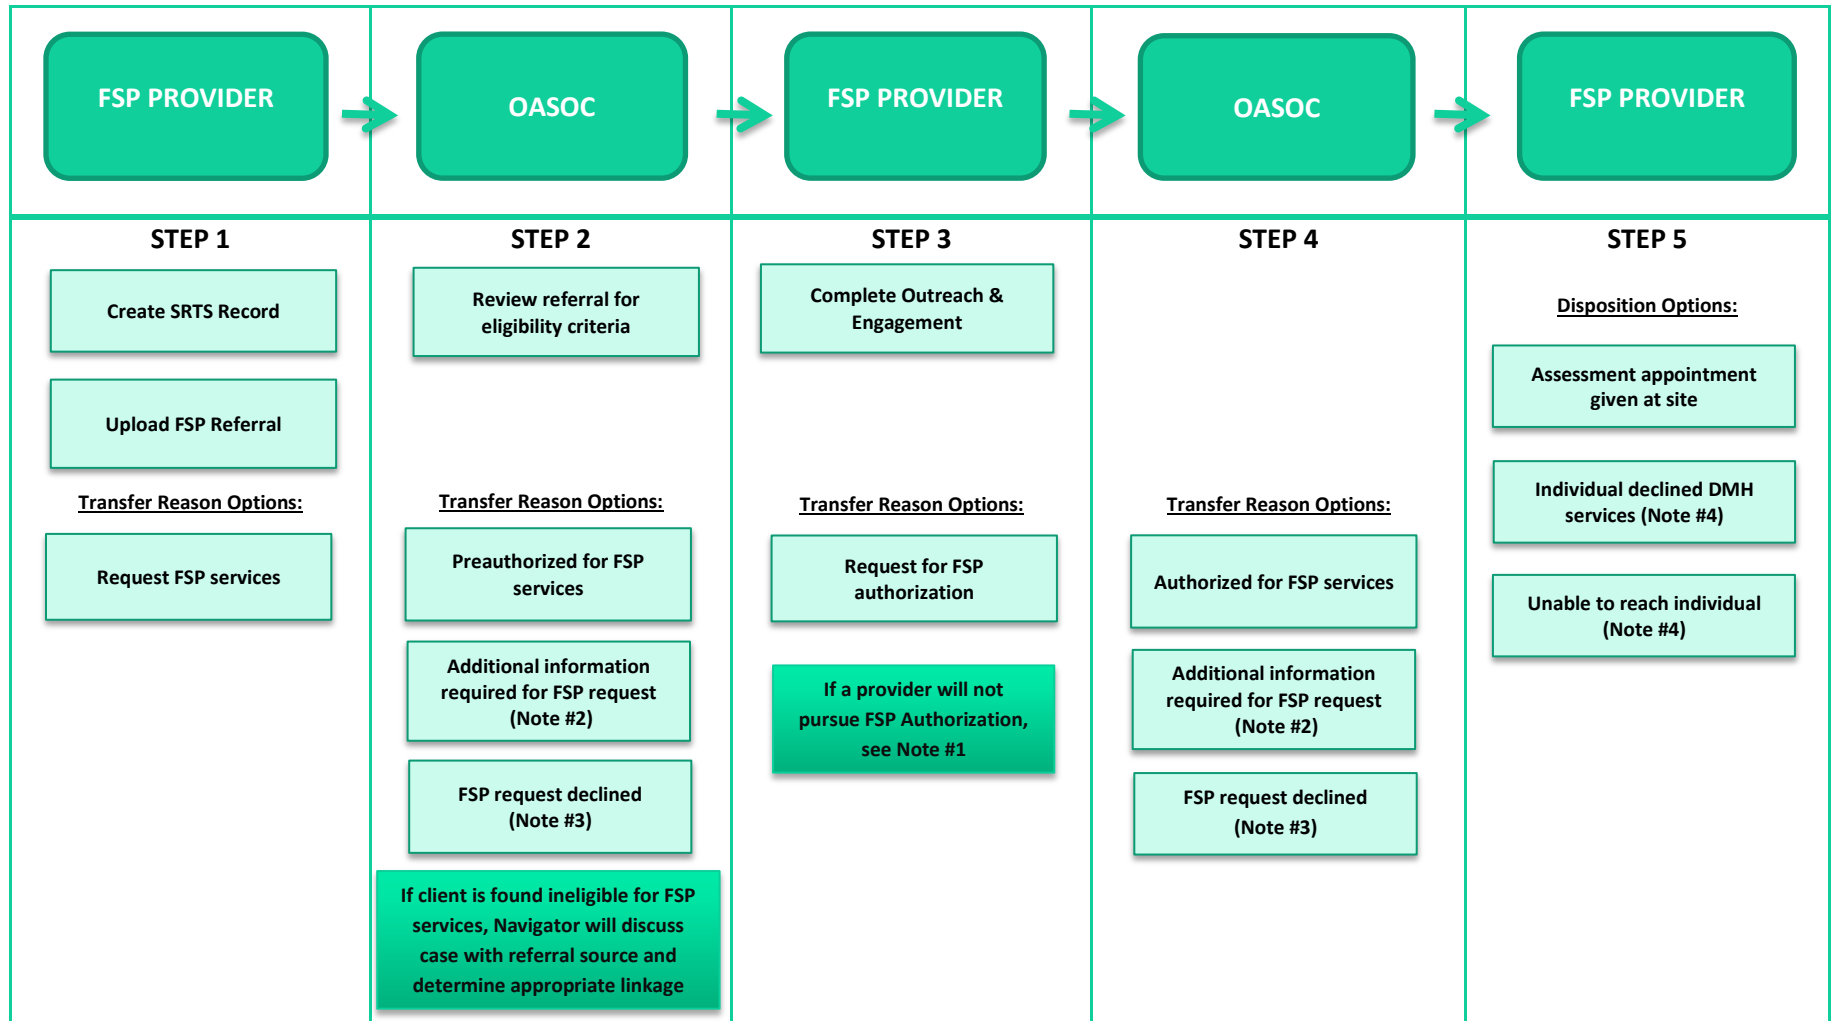 FSP PROVIDER
OASOC
FSP PROVIDER
OASOC
FSP PROVIDER
STEP 1
Create SRTS Record
Upload FSP Referral
Transfer Reason Options:
Request FSP services
STEP 2
Review referral for
eligibility criteria
Transfer Reason Options:
Preauthorized for FSP
services
Additional information
required for FSP request
(Note #2)
FSP request declined
(Note #3)
If client is found ineligible for FSP
services, Navigator will discuss
case with referral source and
determine appropriate linkage
STEP 3
Complete Outreach &
Engagement
Transfer Reason Options:
Request for FSP
authorization
If a provider will not
pursue FSP Authorization,
see Note #1
STEP 4
Transfer Reason Options:
Authorized for FSP services
Additional information
required for FSP request
(Note #2)
FSP request declined
(Note #3)
STEP 5
Disposition Options:
Assessment appointment
given at site
Individual declined DMH
services (Note #4)
Unable to reach individual
(Note #4)